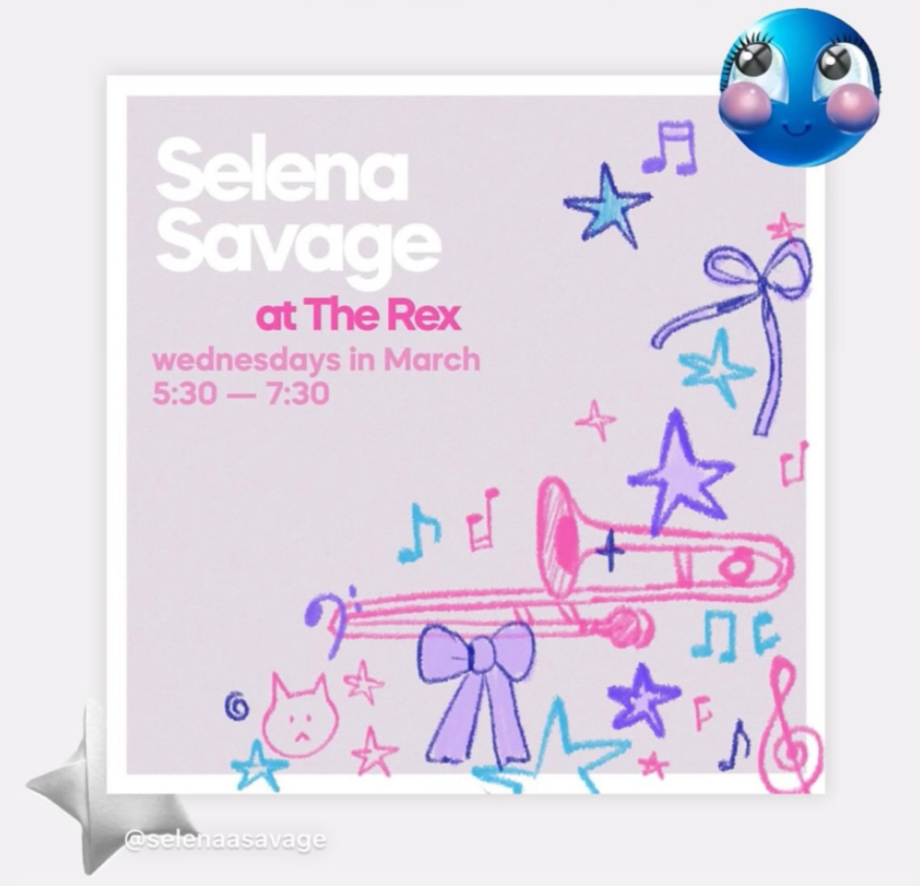 Selena
Savage
at The Rex
wednesdays in March
5:30 — 7:30
@selenaasavage